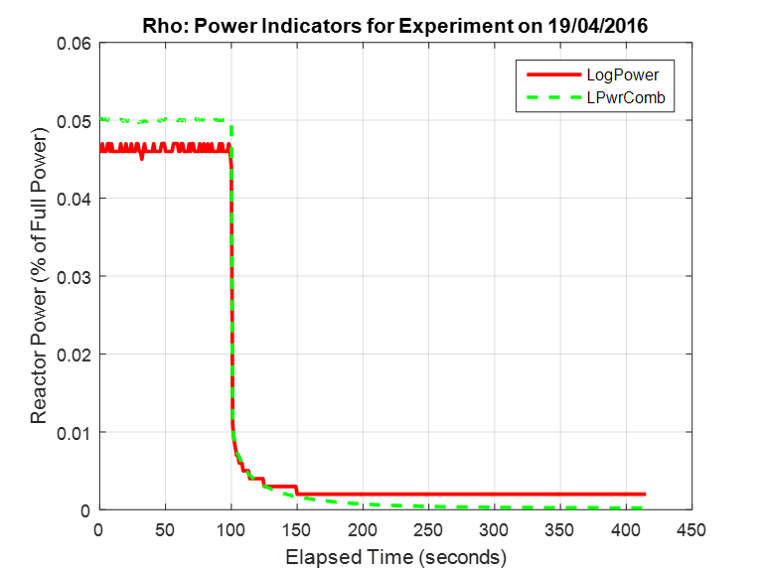 Rho: Power Indicators for Experiment on 19/04/2016
LogPower
LPwrComb
Reactor Power (% of Full Power)
0.06
0.05
0.04
0.03
0.02
0.01
0
0 50 100 150 200 250 300 350 400 450
Elapsed Time (seconds)